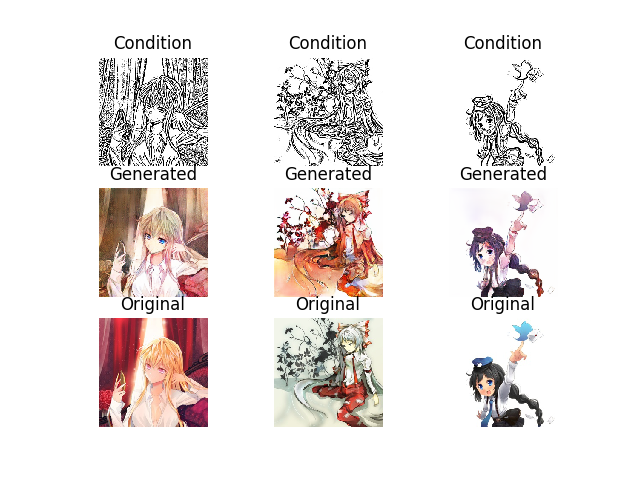 Condition Condition Condition
Generated Generated Generated
Original Original Original